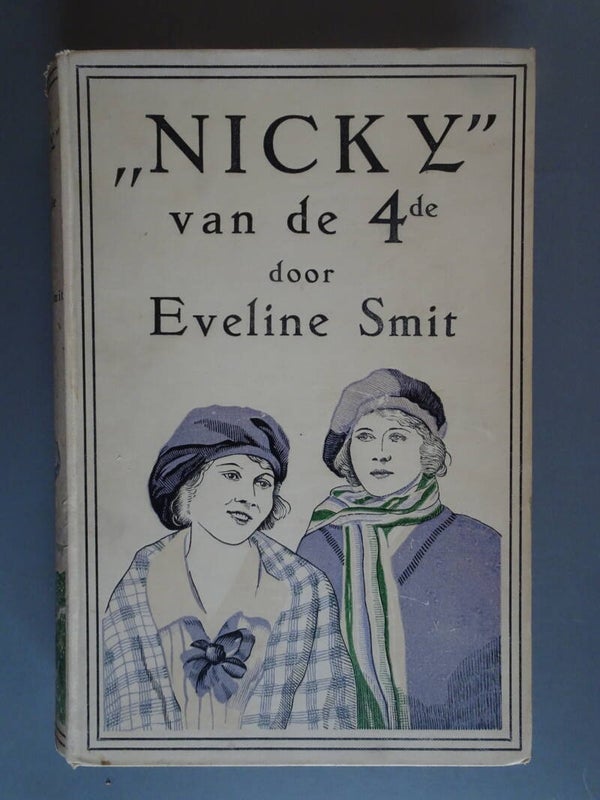 „NICKY”
van de 4de
door
Eveline Smit